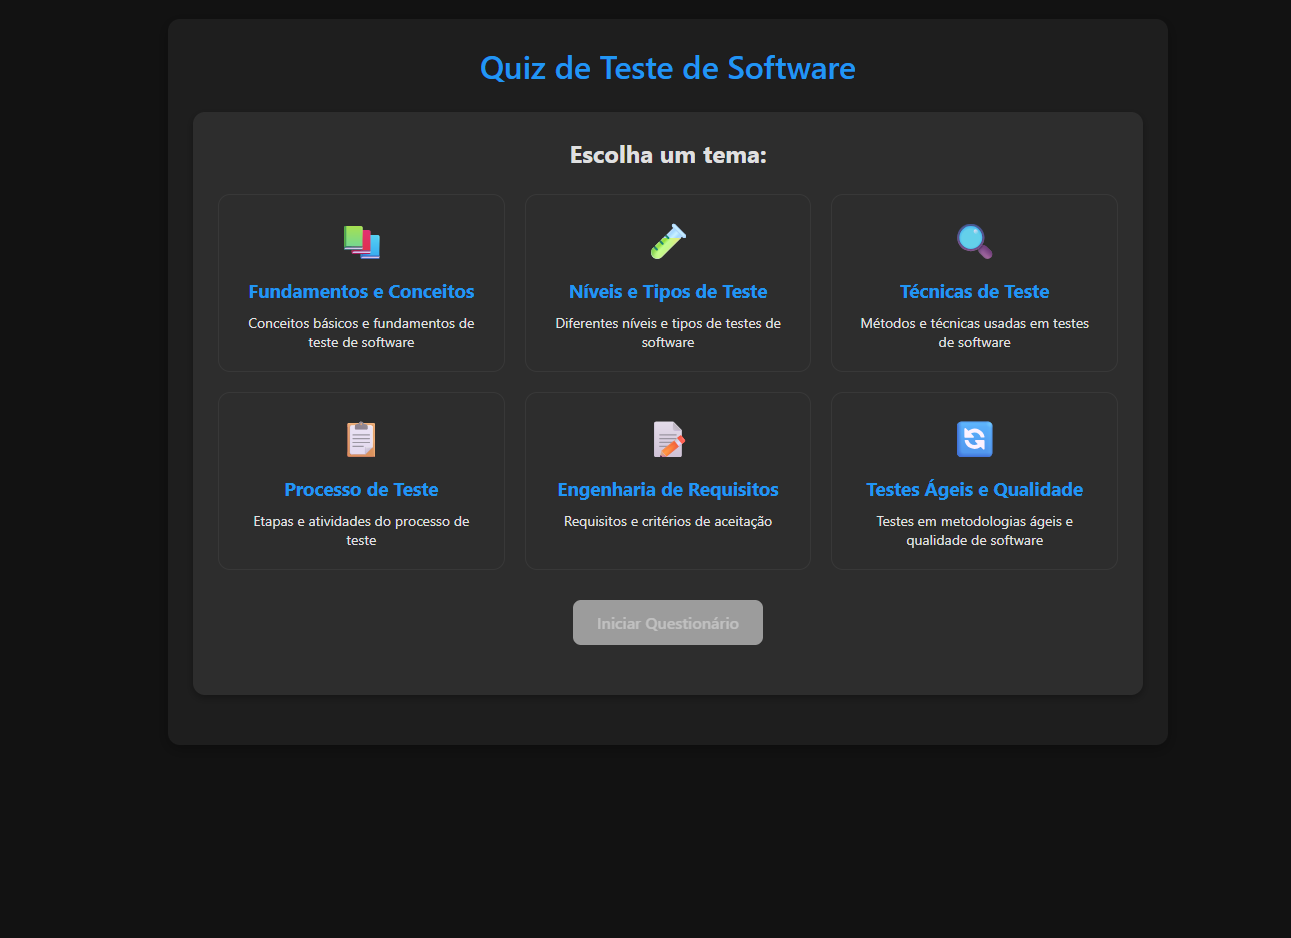 Quiz de Teste de Software
Escolha um tema:
Fundamentos e Conceitos
Conceitos básicos e fundamentos de
teste de software
Níveis e Tipos de Teste
Diferentes níveis e tipos de testes de
software
Técnicas de Teste
Métodos e técnicas usadas em testes
de software
Processo de Teste
Etapas e atividades do processo de
teste
Engenharia de Requisitos
Requisitos e critérios de aceitação
Testes Ágeis e Qualidade
Testes em metodologias ágeis e
qualidade de software
Iniciar Questionário